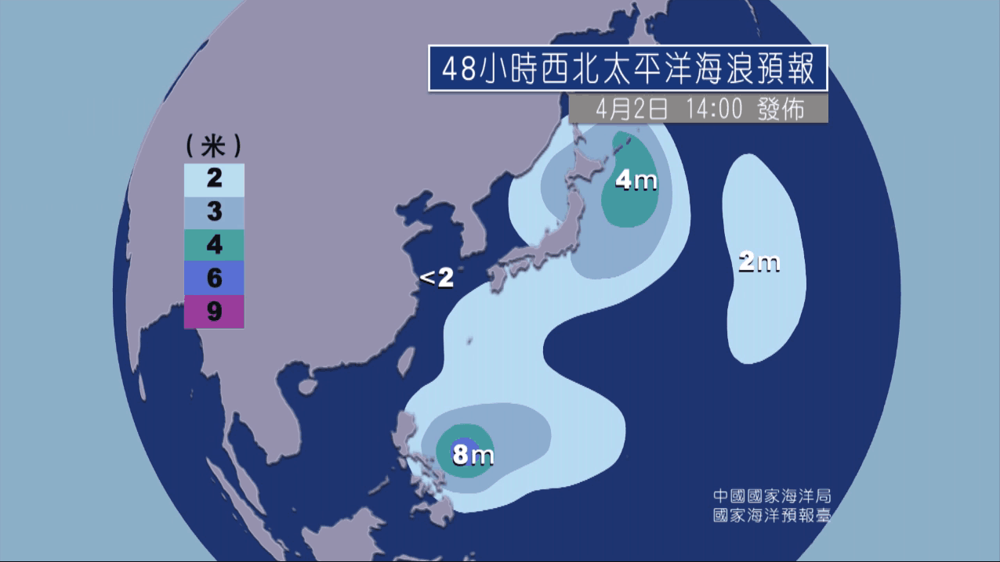 48小時西北太平洋海浪預報
4月2日 14:00 發佈
(米)
2
3
4
6
9
4m
2m
<2
8m
中國國家海洋局
國家海洋預報臺